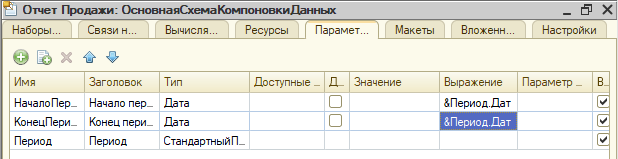 Отчет Продажи: ОсновнаяСхемаКомпоновкиДанных
Наборы... Связи н... Вычисля... Ресурсы Парамет... Макеты Вложенн... Настройки
Имя Заголовок Тип Доступные ... Д... Значение Выражение Параметр ... В
НачалоПер... Начало пер... Дата &Период.Дат
КонецПери... Конец пери... Дата &Период.Дат
Период Период СтандартныйП...